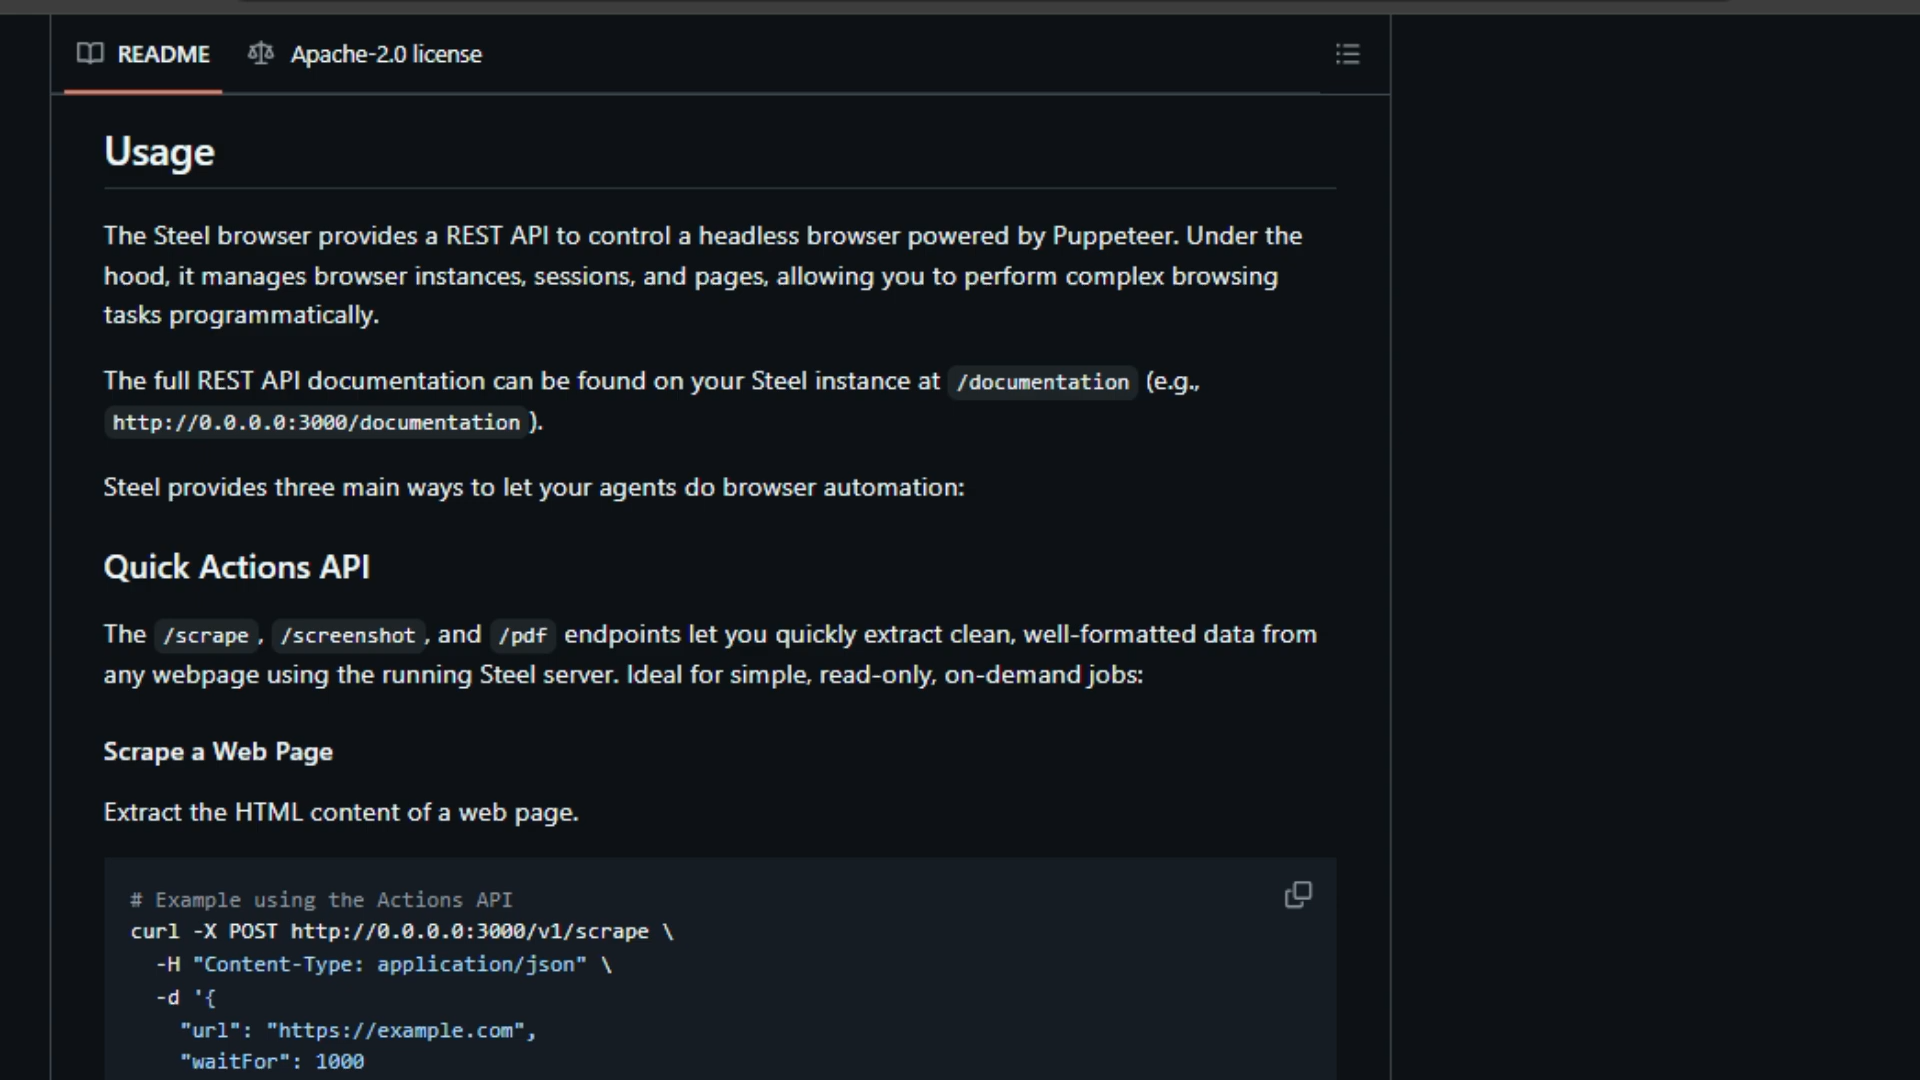 README Apache-2.0 license
Usage
The Steel browser provides a REST API to control a headless browser powered by Puppeteer. Under the
hood, it manages browser instances, sessions, and pages, allowing you to perform complex browsing
tasks programmatically.
The full REST API documentation can be found on your Steel instance at /documentation (e.g.,
http://0.0.0.0:3000/documentation ).
Steel provides three main ways to let your agents do browser automation:
Quick Actions API
The /scrape , /screenshot , and /pdf endpoints let you quickly extract clean, well-formatted data from
any webpage using the running Steel server. Ideal for simple, read-only, on-demand jobs:
Scrape a Web Page
Extract the HTML content of a web page.
# Example using the Actions API
curl -X POST http://0.0.0.0:3000/v1/scrape \
-H "Content-Type: application/json" \
-d '{
"url": "https://example.com",
"waitFor": 1000